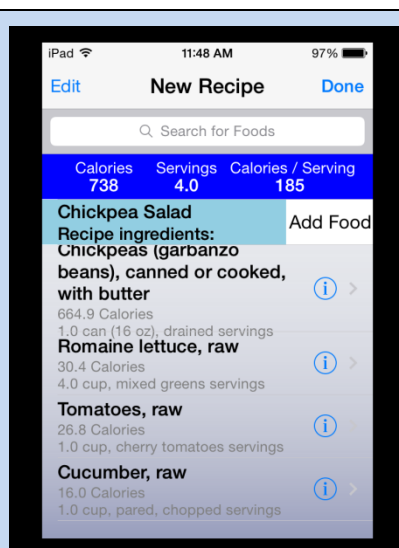 iPad 11:48 AM 97%
Edit New Recipe Done
Search for Foods
Calories Servings Calories / Serving
738 4.0 185
Chickpea Salad
Recipe ingredients:
Add Food
Chickpeas (garbanzo
beans), canned or cooked,
with butter
664.9 Calories
1.0 can (16 oz), drained servings
Romaine lettuce, raw
30.4 Calories
4.0 cup, mixed greens servings
Tomatoes, raw
26.8 Calories
1.0 cup, cherry tomatoes servings
Cucumber, raw
16.0 Calories
1.0 cup, pared, chopped servings